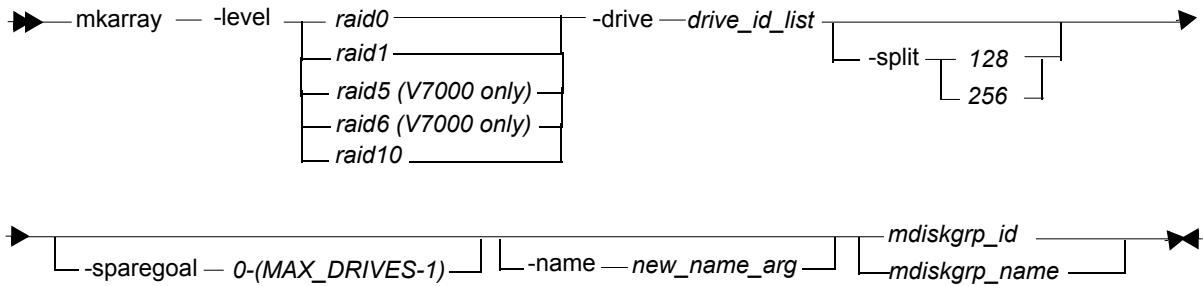 mkarray -level raid0 -drive drive_id_list
raid1
-split 128
raid5 (V7000 only)
256
raid6 (V7000 only)
raid10
mdiskgrp_id
-sparegoal 0-(MAX_DRIVES-1) -name new_name_arg mdiskgrp_name